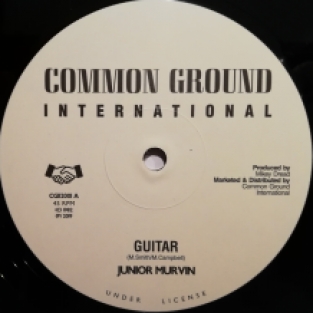 COMMON GROUND
INTERNATIONAL
Produced by
Mikey Dread
Marketed & Distributed by
Common Ground
International
45 RPM
GUITAR
(M.Smith/M.Campbell)
JUNIOR MURVIN
UNDER LICENSE